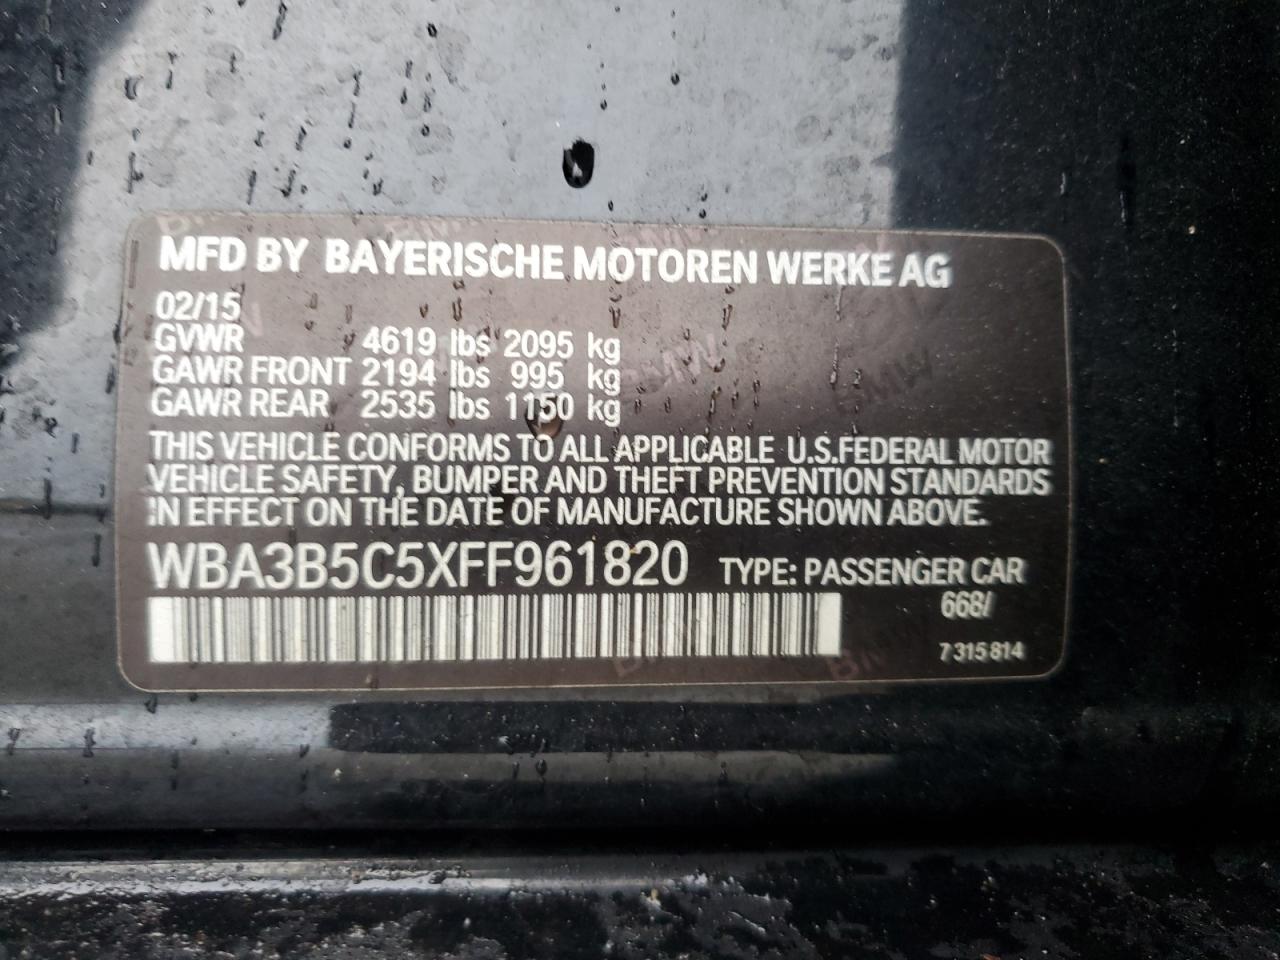 MFD BY BAYERISCHE MOTOREN WERKE AG
02/15
GVWR 4619 lbs 2095 kg
GAWR FRONT 2194 lbs 995 kg
GAWR REAR 2535 lbs 1150 kg
THIS VEHICLE CONFORMS TO ALL APPLICABLE U.S.FEDERAL MOTOR
VEHICLE SAFETY, BUMPER AND THEFT PREVENTION STANDARDS
IN EFFECT ON THE DATE OF MANUFACTURE SHOWN ABOVE.
WBA3B5C5XFF961820 TYPE: PASSENGER CAR
668/
7 315 814